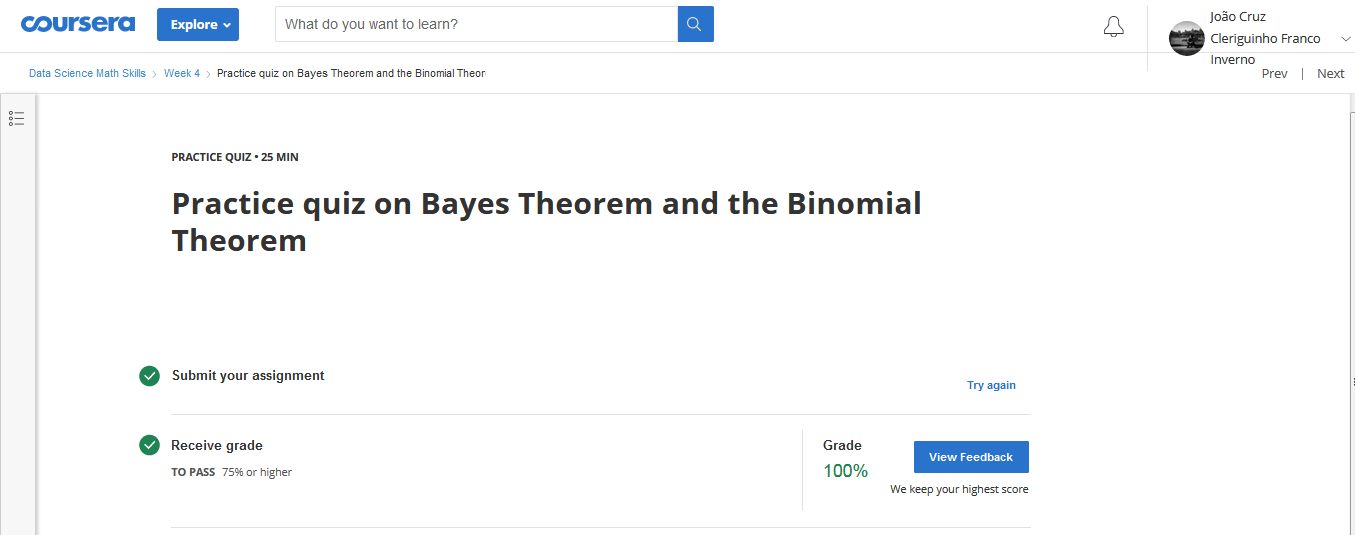 coursera
Explore
What do you want to learn?
João Cruz
Cleriguinho Franco
Inverno
Data Science Math Skills > Week 4 > Practice quiz on Bayes Theorem and the Binomial Theor
Prev | Next
PRACTICE QUIZ • 25 MIN
Practice quiz on Bayes Theorem and the Binomial
Theorem
Submit your assignment
Try again
Receive grade
TO PASS 75% or higher
Grade
100%
View Feedback
We keep your highest score